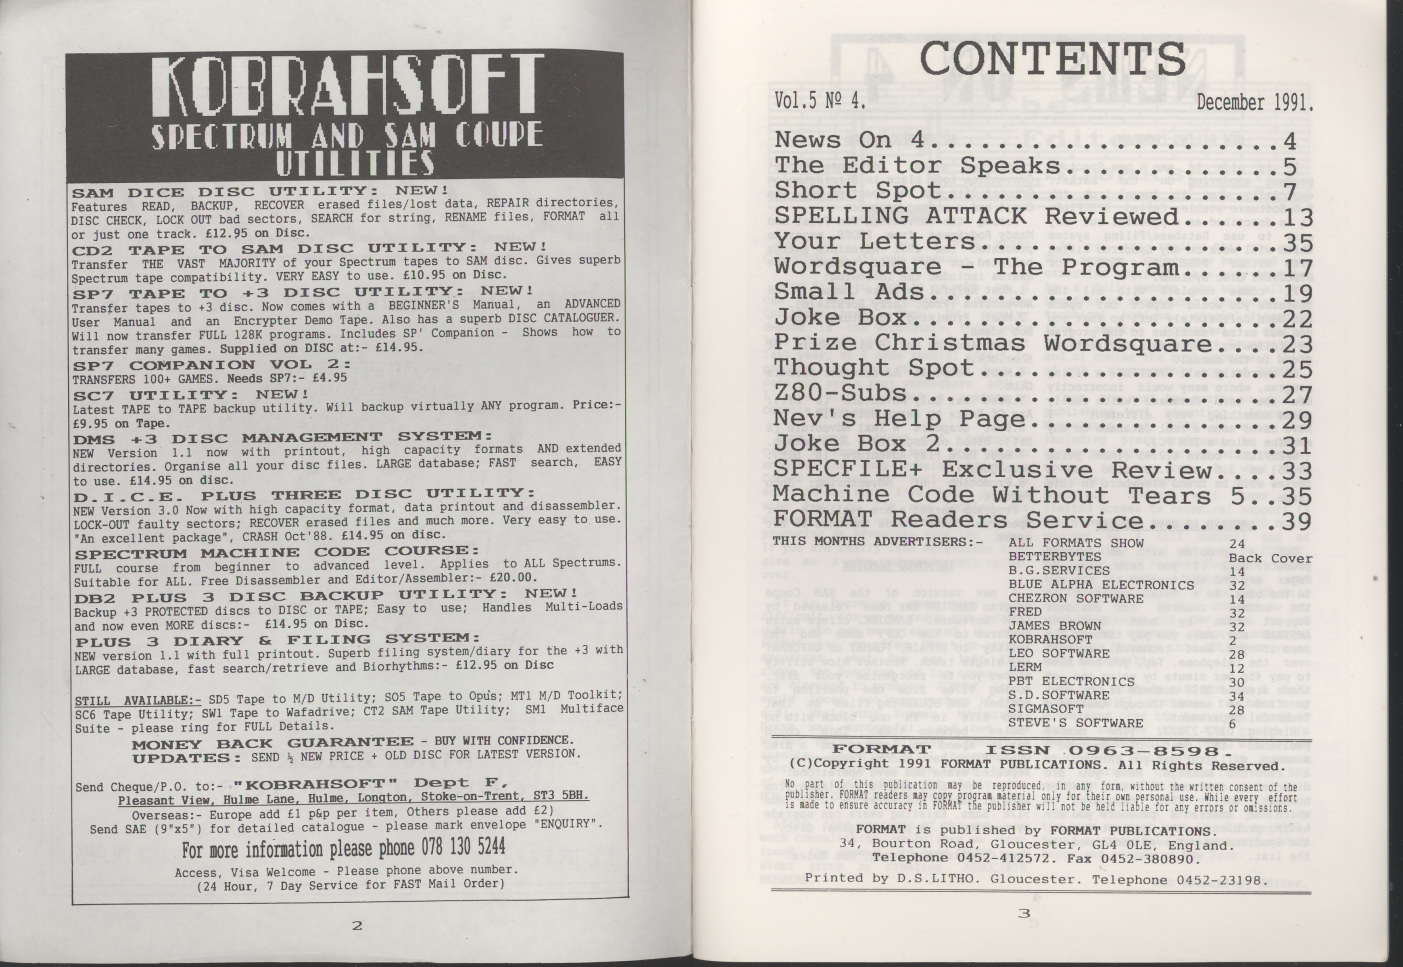 KOBRAHSOFT
SPECTRUM AND SAM COUPE
UTILITIES
SAM DICE DISC UTILITY: NEW!
Features READ, BACKUP, RECOVER erased files/lost data, REPAIR directories,
DISC CHECK, LOCK OUT bad sectors, SEARCH for string, RENAME files, FORMAT all
or just one track. £12.95 on Disc.
CD2 TAPE TO SAM DISC UTILITY: NEW!
Transfer THE VAST MAJORITY of your Spectrum tapes to SAM disc. Gives superb
Spectrum tape compatibility. VERY EASY to use. £10.95 on Disc.
SP7 TAPE TO +3 DISC UTILITY: NEW!
Transfer tapes to +3 disc. Now comes with a BEGINNER'S Manual, an ADVANCED
User Manual and an Encrypter Demo Tape. Also has a superb DISC CATALOGUER.
Will now transfer FULL 128K programs. Includes SP' Companion - Shows how to
transfer many games. Supplied on DISC at:- £14.95.
SP7 COMPANION VOL 2:
TRANSFERS 100+ GAMES. Needs SP7:- £4.95
SC7 UTILITY: NEW!
Latest TAPE to TAPE backup utility. Will backup virtually ANY program. Price:-
£9.95 on Tape.
DMS +3 DISC MANAGEMENT SYSTEM:
NEW Version 1.1 now with printout, high capacity formats AND extended
directories. Organise all your disc files. LARGE database; FAST search, EASY
to use. £14.95 on disc.
D.I.C.E. PLUS THREE DISC UTILITY:
NEW Version 3.0 Now with high capacity format, data printout and disassembler.
LOCK-OUT faulty sectors; RECOVER erased files and much more. Very easy to use.
"An excellent package", CRASH Oct'88. £14.95 on disc.
SPECTRUM MACHINE CODE COURSE:
FULL course from beginner to advanced level. Applies to ALL Spectrums.
Suitable for ALL. Free Disassembler and Editor/Assembler:- £20.00.
DB2 PLUS 3 DISC BACKUP UTILITY: NEW!
Backup +3 PROTECTED discs to DISC or TAPE; Easy to use; Handles Multi-Loads
and now even MORE discs:- £14.95 on Disc.
PLUS 3 DIARY & FILING SYSTEM:
NEW version 1.1 with full printout. Superb filing system/diary for the +3 with
LARGE database, fast search/retrieve and Biorhythms:- £12.95 on Disc
STILL AVAILABLE:- SD5 Tape to M/D Utility; SO5 Tape to Opus; MT1 M/D Toolkit;
SC6 Tape Utility; SW1 Tape to Wafadrive; CT2 SAM Tape Utility; SM1 Multiface
Suite - please ring for FULL Details.
MONEY BACK GUARANTEE - BUY WITH CONFIDENCE.
UPDATES: SEND ½ NEW PRICE + OLD DISC FOR LATEST VERSION.
Send Cheque/P.O. to:- "KOBRAHSOFT" Dept F,
Pleasant View, Hulme Lane, Hulme, Longton, Stoke-on-Trent, ST3 5BH.
Overseas:- Europe add £1 p&p per item, Others please add £2)
Send SAE (9"x5") for detailed catalogue - please mark envelope "ENQUIRY".
For more information please phone 078 130 5244
Access, Visa Welcome - Please phone above number.
(24 Hour, 7 Day Service for FAST Mail Order)
2
CONTENTS
Vol.5 Nº 4. December 1991.
News On 4.....................4
The Editor Speaks.............5
Short Spot....................7
SPELLING ATTACK Reviewed......13
Your Letters..................35
Wordsquare - The Program......17
Small Ads.....................19
Joke Box......................22
Prize Christmas Wordsquare....23
Thought Spot..................25
Z80-Subs......................27
Nev's Help Page...............29
Joke Box 2....................31
SPECFILE+ Exclusive Review....33
Machine Code Without Tears 5..35
FORMAT Readers Service........39
THIS MONTHS ADVERTISERS:- ALL FORMATS SHOW 24
BETTERBYTES Back Cover
B.G.SERVICES 14
BLUE ALPHA ELECTRONICS 32
CHEZRON SOFTWARE 14
FRED 32
JAMES BROWN 32
KOBRAHSOFT 2
LEO SOFTWARE 28
LERM 12
PBT ELECTRONICS 30
S.D.SOFTWARE 34
SIGMASOFT 28
STEVE'S SOFTWARE 6
FORMAT ISSN 0963-8598.
(C)Copyright 1991 FORMAT PUBLICATIONS. All Rights Reserved.
No part of this publication may be reproduced, in any form, without the written consent of the
publisher. FORMAT readers may copy program material only for their own personal use. While every effort
is made to ensure accuracy in FORMAT the publisher will not be held liable for any errors or omissions.
FORMAT is published by FORMAT PUBLICATIONS.
34, Bourton Road, Gloucester, GL4 0LE, England.
Telephone 0452-412572. Fax 0452-380890.
Printed by D.S.LITHO. Gloucester. Telephone 0452-23198.
3